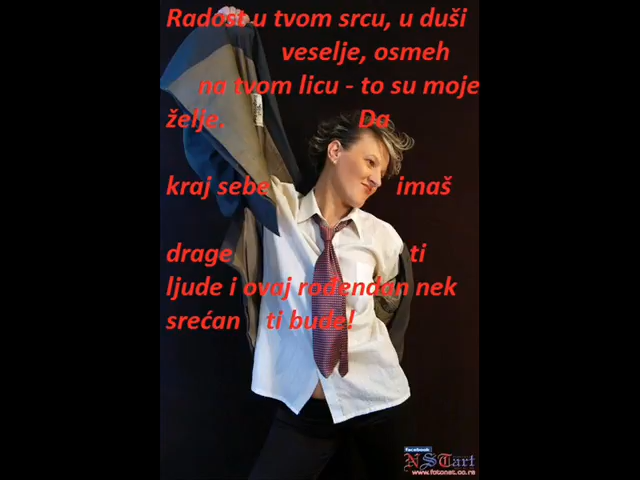 Radost u tvom srcu, u duši
veselje, osmeh
na tvom licu - to su moje
želje. Da
kraj sebe imaš
drage ti
ljude i ovaj rođendan nek
srećan ti bude!
facebook
NSTart
www.fotonet.co.rs